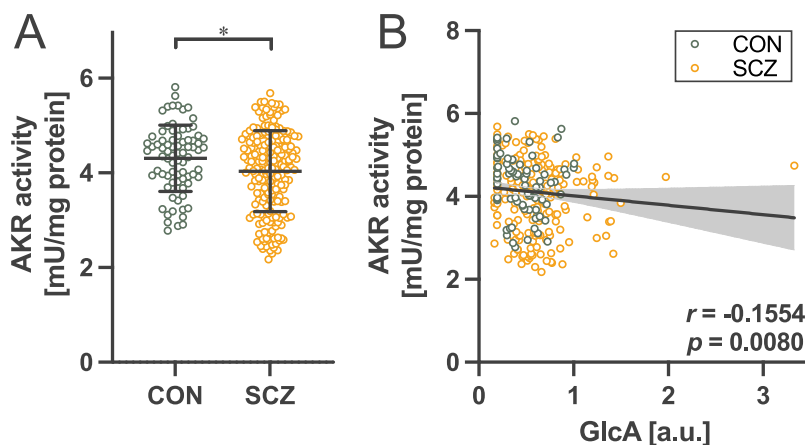 A
*
AKR activity
[mU/mg protein]
6
4
2
0
CON
SCZ
B
CON
SCZ
AKR activity
[mU/mg protein]
8
6
4
2
0
r = -0.1554
p = 0.0080
0
1
2
3
GlcA [a.u.]